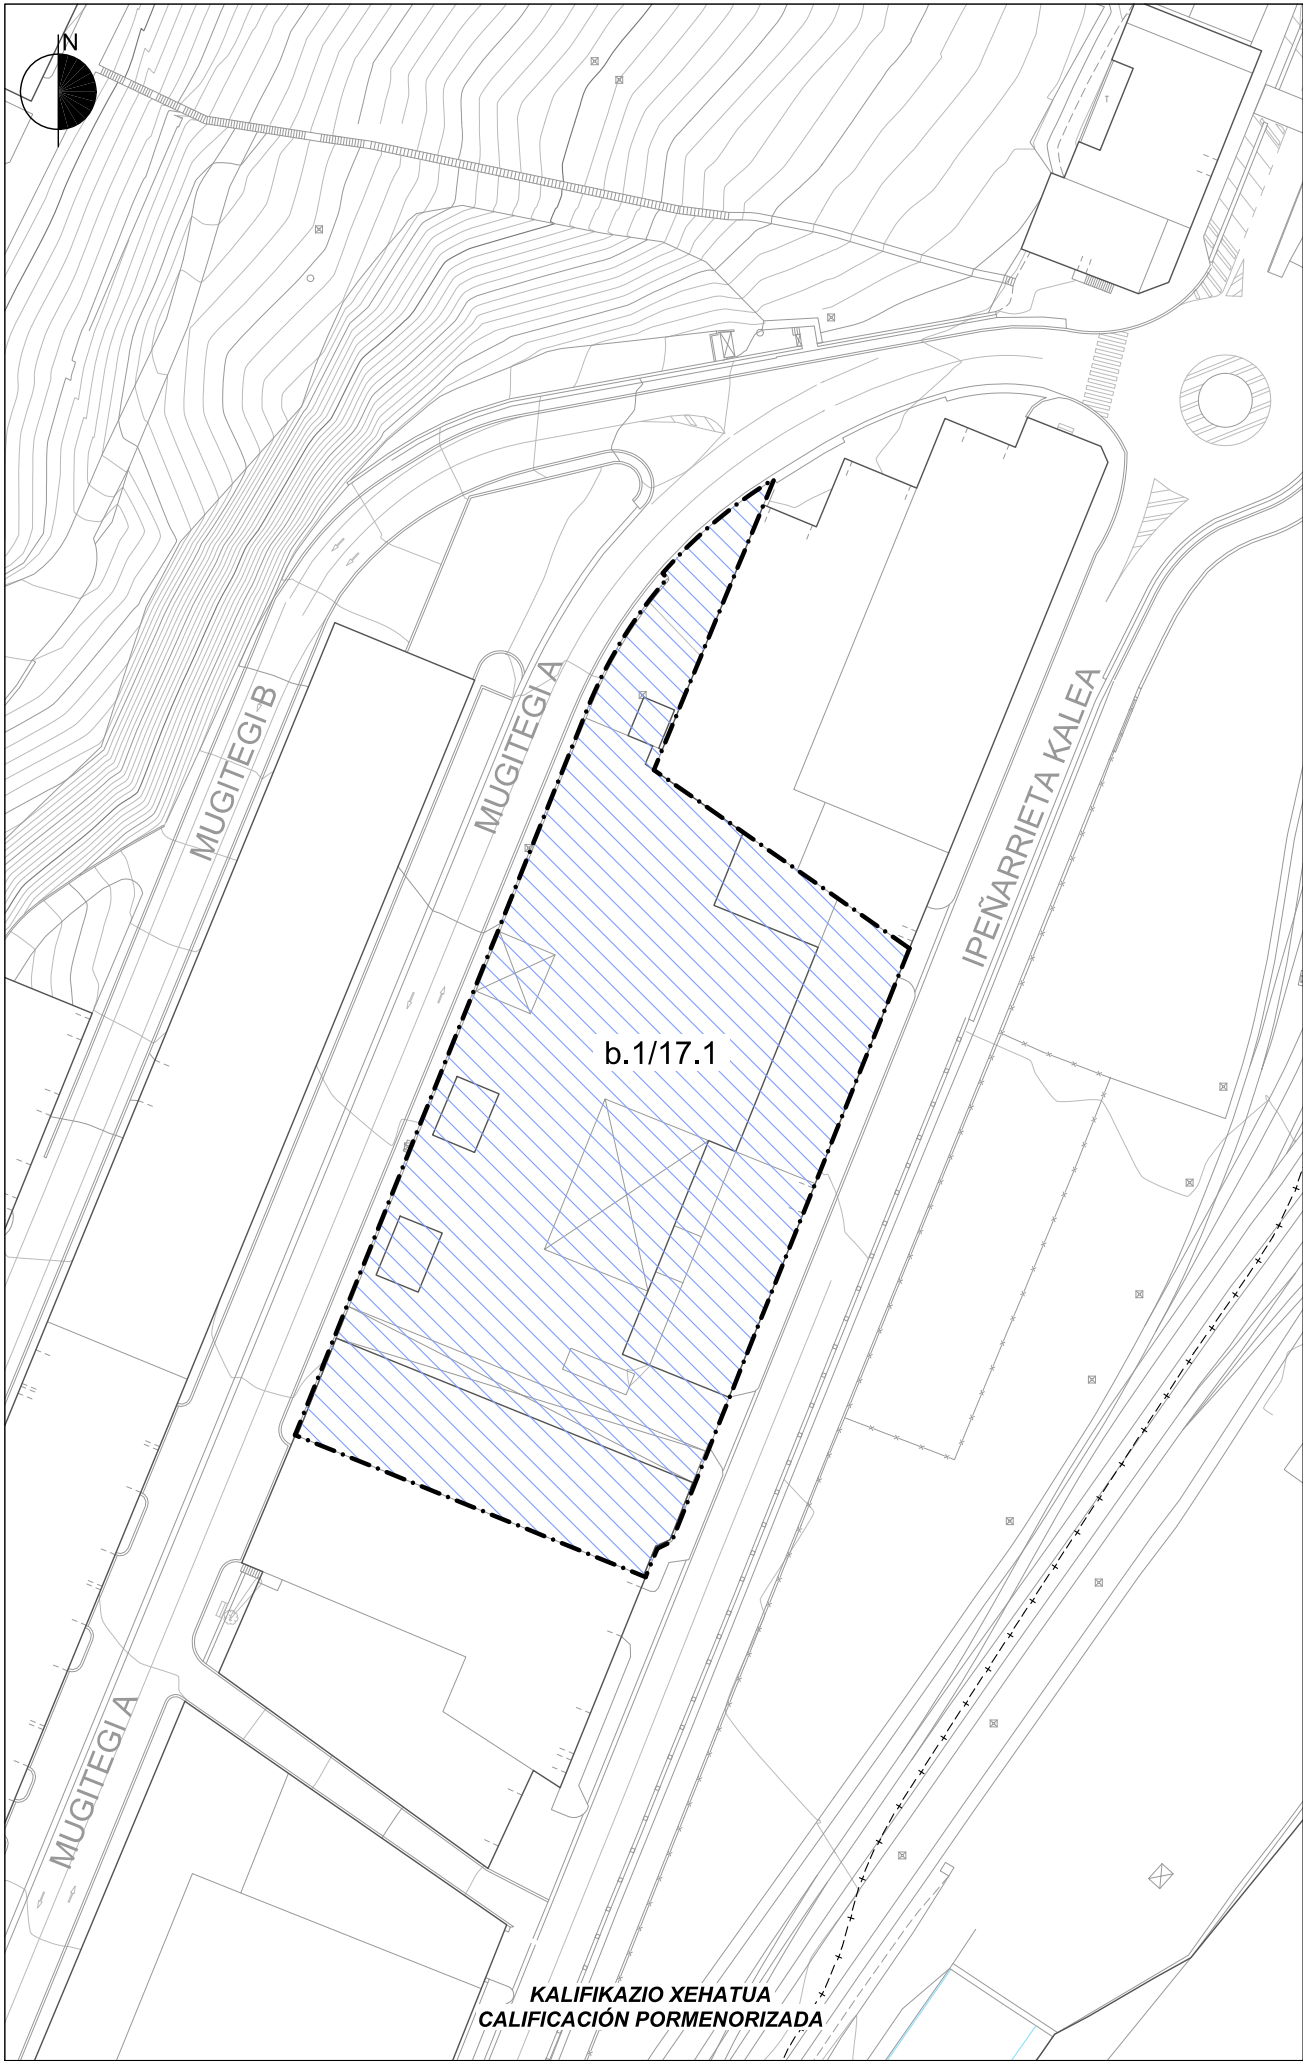 N
MUGITEGI B
MUGITEGI A
IPEÑARRIETA KALEA
b.1/17.1
MUGITEGI A
KALIFIKAZIO XEHATUA
CALIFICACIÓN PORMENORIZADA